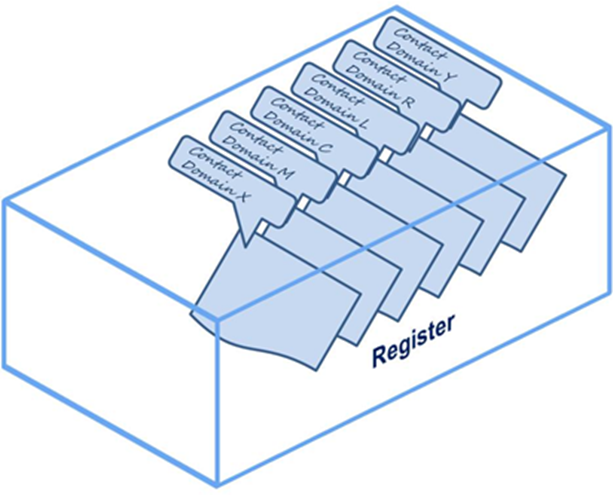 Contact
Domain Y
Contact
Domain R
Contact
Domain L
Contact
Domain C
Contact
Domain M
Contact
Domain X
Register